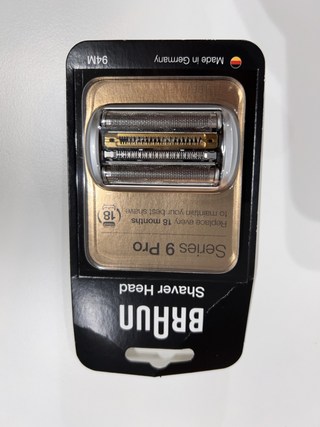 BRAUN
Shaver Head
Series 9 Pro
Replace every 18 months
to maintain your best shave
18
Made in Germany
94M